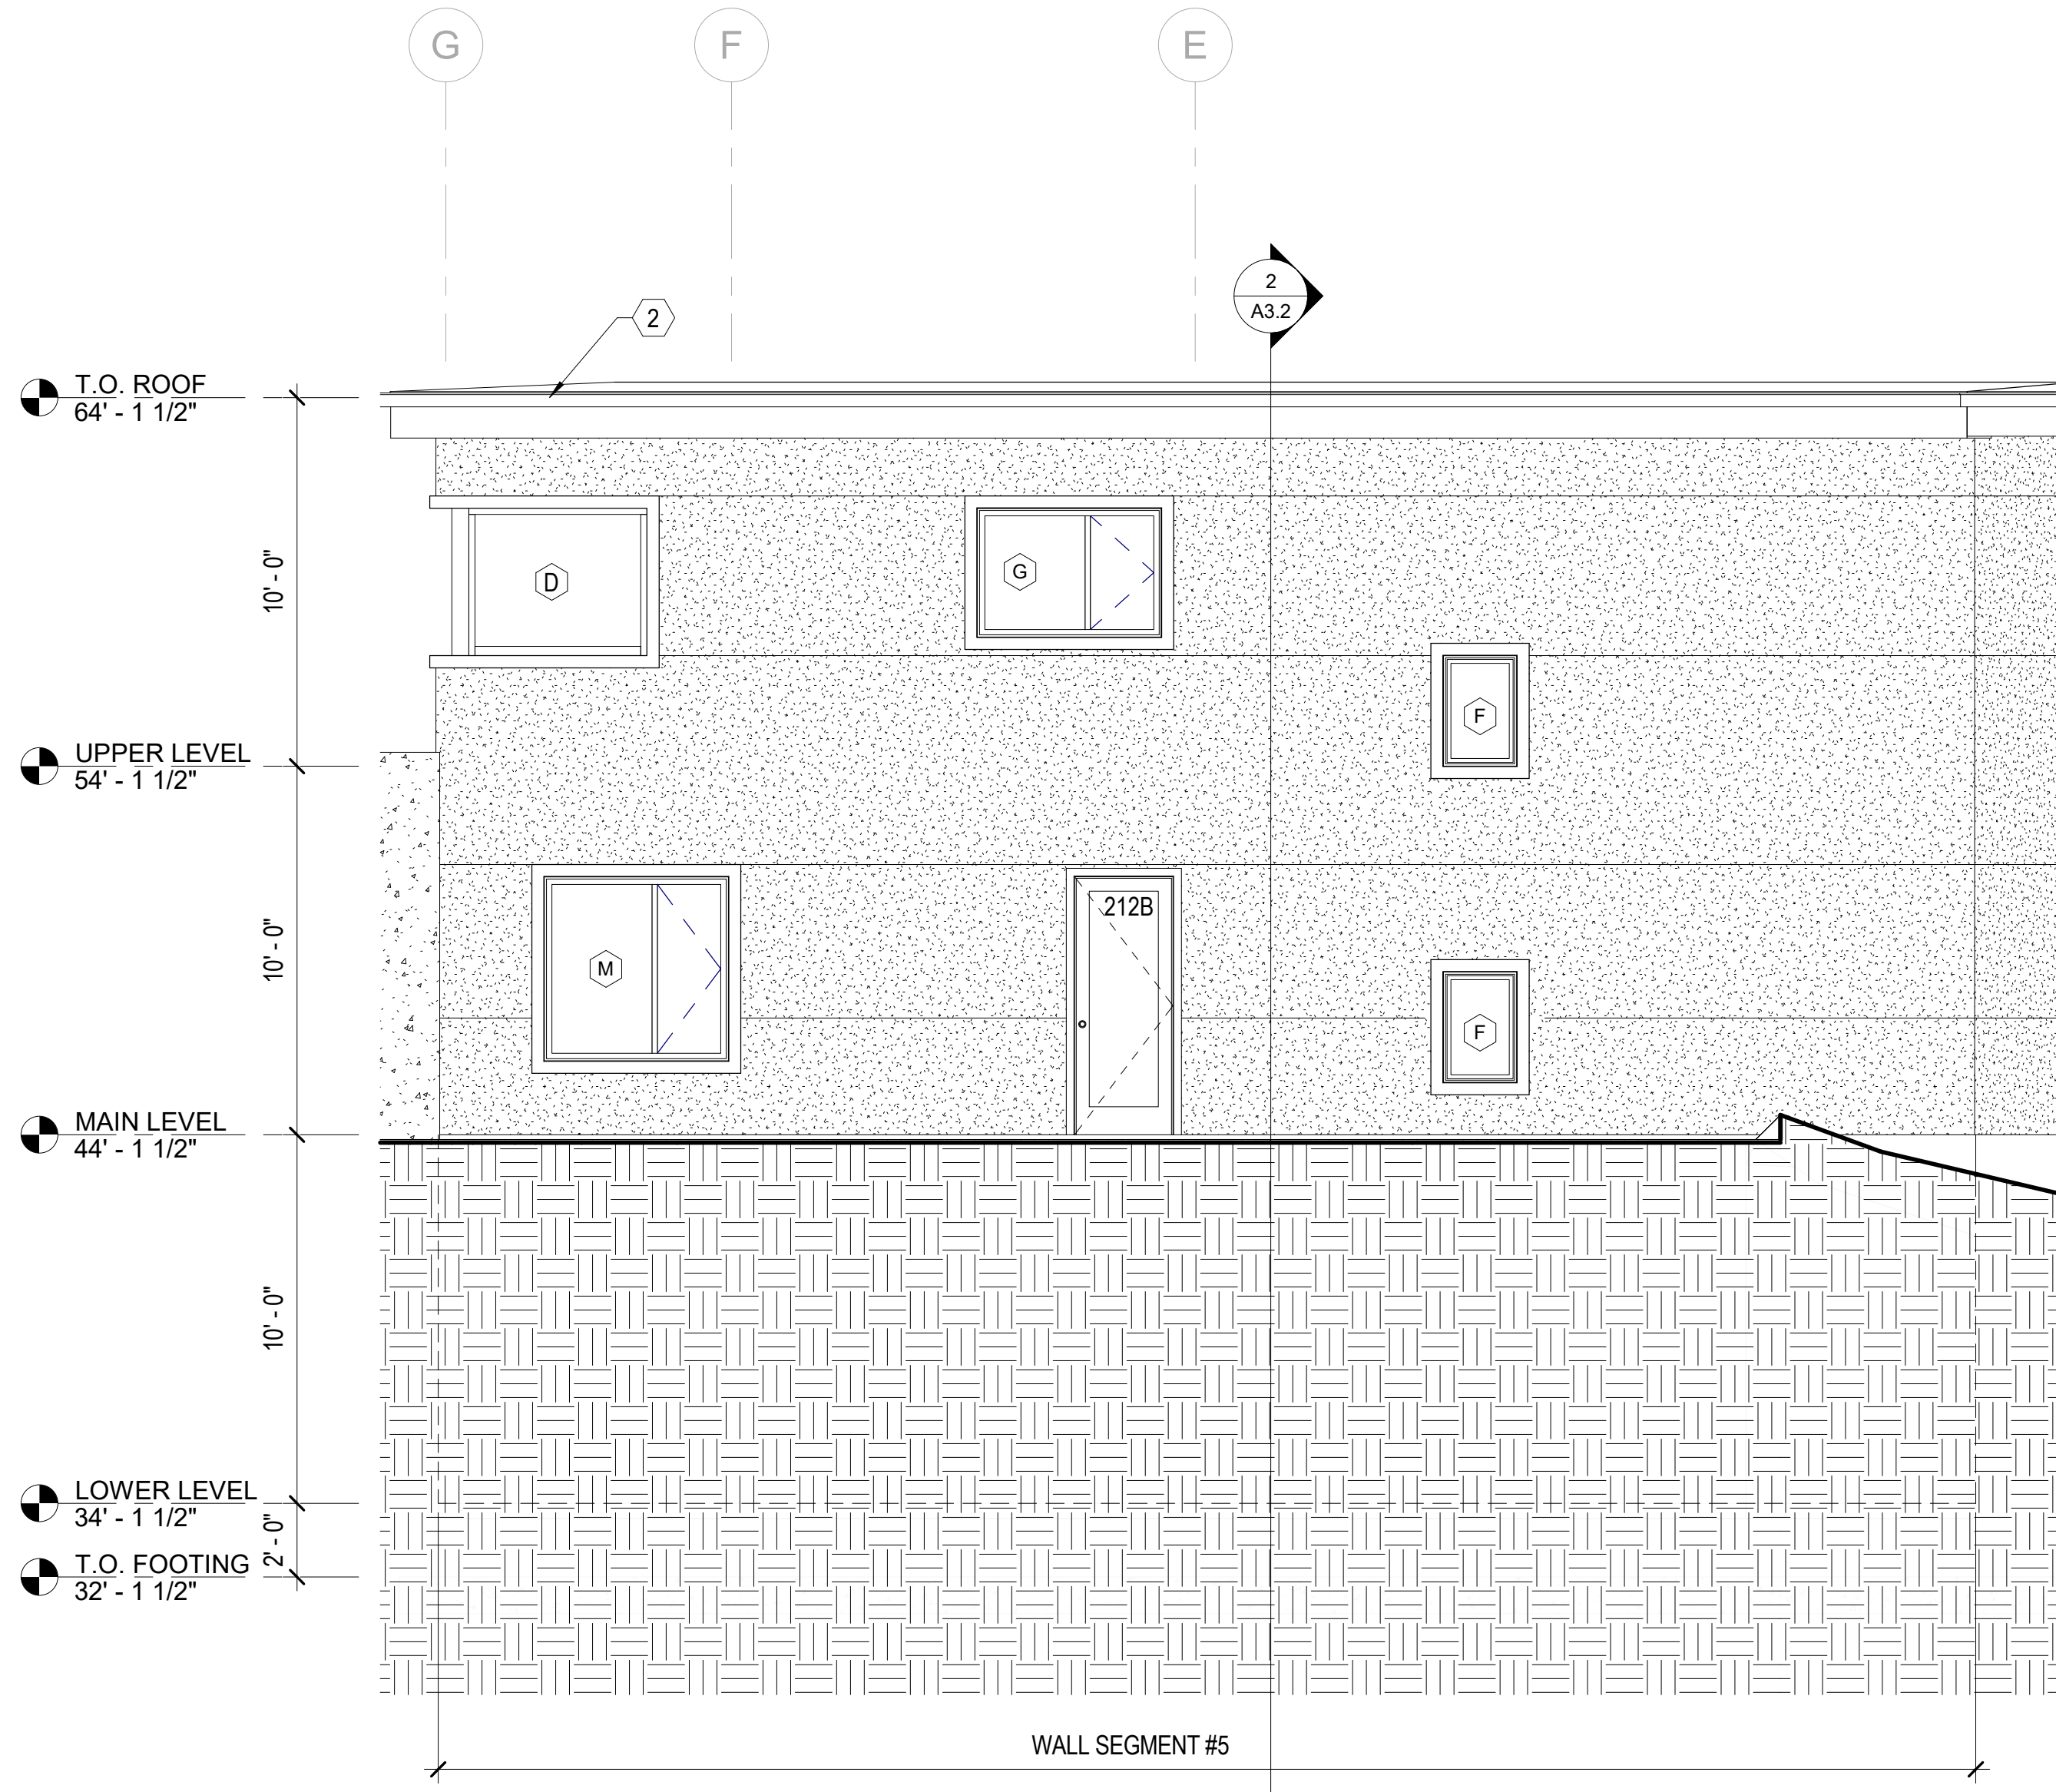 G
F
E
2
A3.2
2
T.O. ROOF
64' - 1 1/2"
10' - 0"
D
G
F
UPPER LEVEL
54' - 1 1/2"
10' - 0"
212B
M
F
MAIN LEVEL
44' - 1 1/2"
10' - 0"
LOWER LEVEL
34' - 1 1/2"
2' - 0"
T.O. FOOTING
32' - 1 1/2"
WALL SEGMENT #5